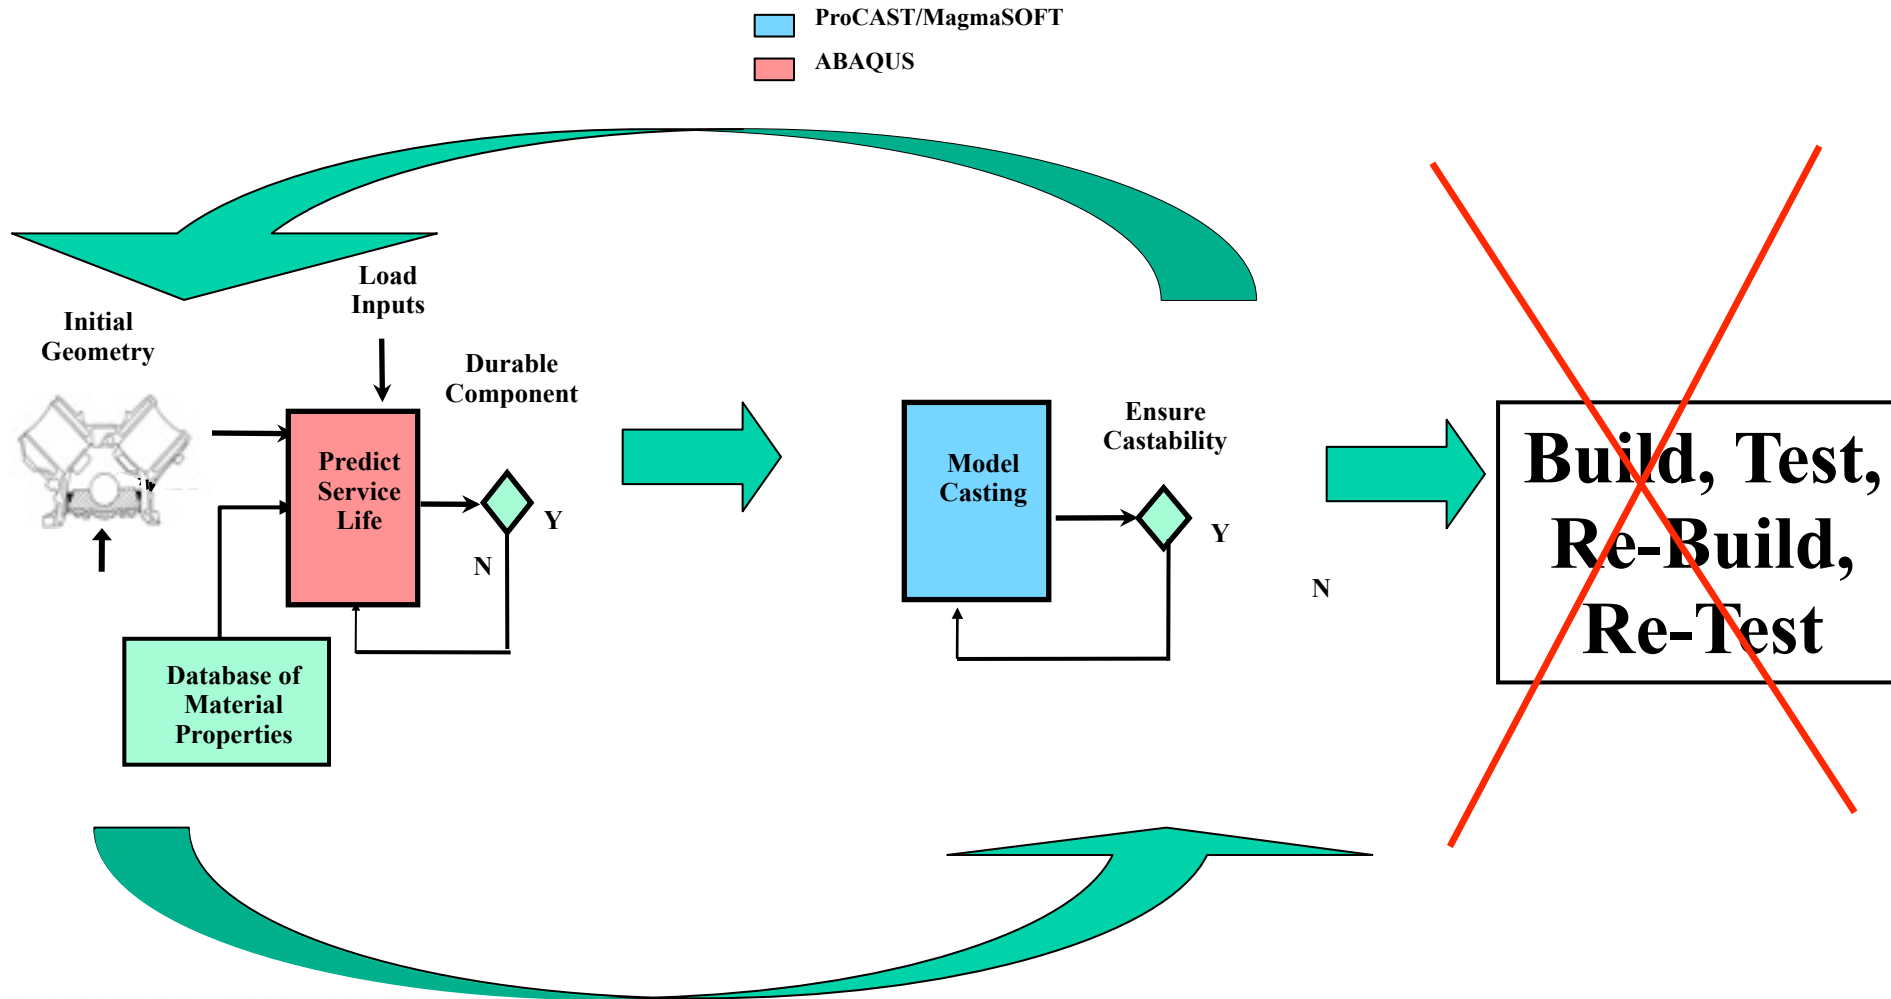 ProCAST/MagmaSOFT
ABAQUS
Load
Inputs
Initial
Geometry
Durable
Component
Predict
Service
Life
Y
N
Database of
Material
Properties
Model
Casting
Ensure
Castability
Y
N
Build, Test,
Re-Build,
Re-Test